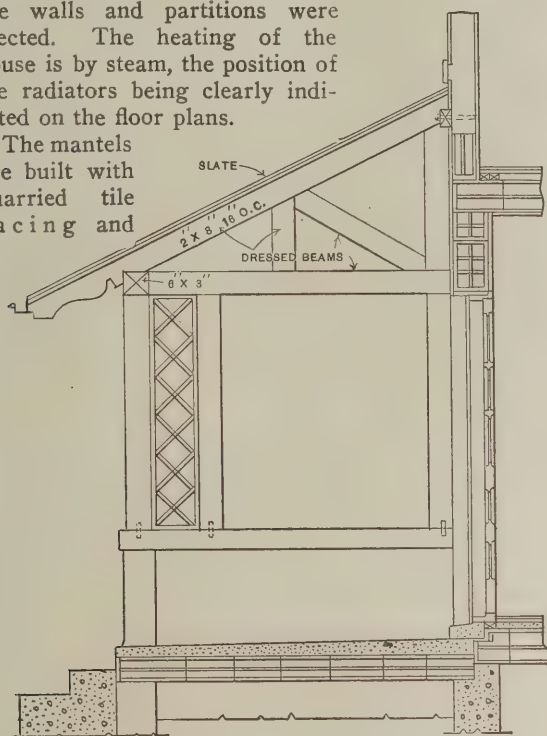 e walls and partitions were
ected. The heating of the
ouse is by steam, the position of
e radiators being clearly indi-
ted on the floor plans.
The mantels
e built with
arried tile
acing and
SLATE
2" X 8" 16" O.C.
DRESSED BEAMS
6 X 3"